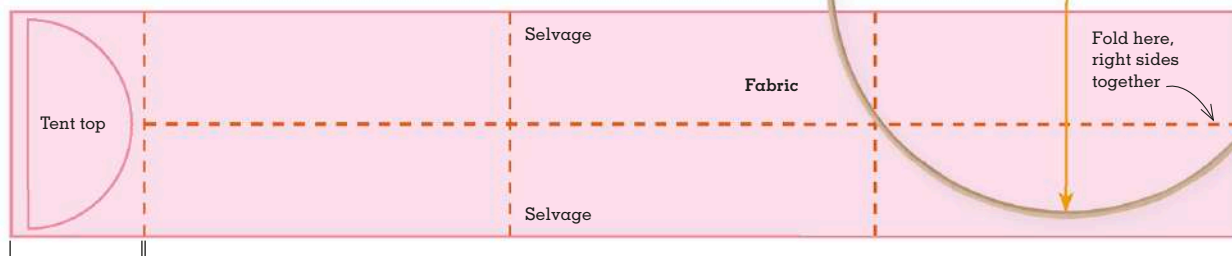 Selvage
Fold here,
right sides
together
Fabric
Tent top
Selvage